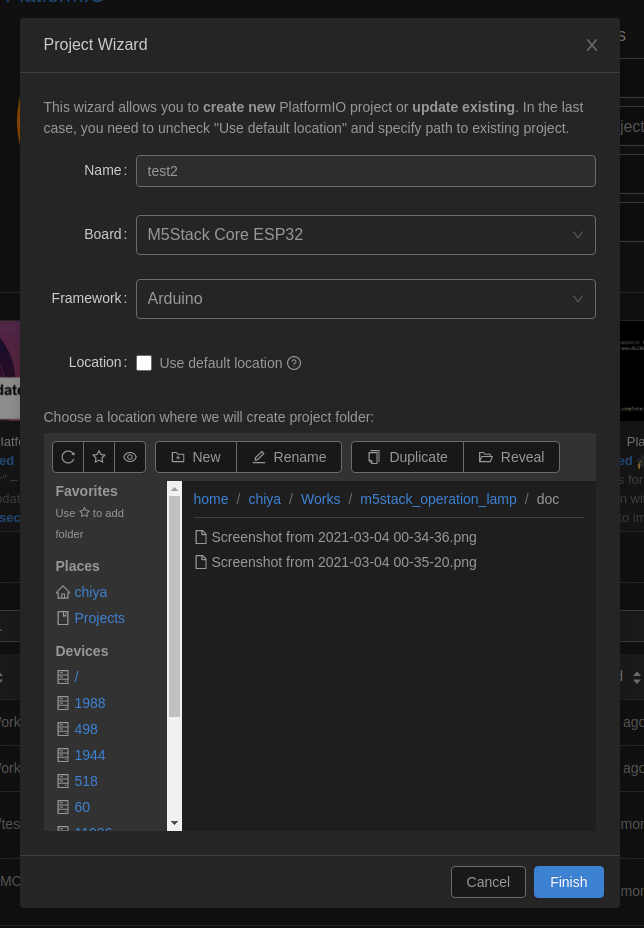 PlatformIO
Project Wizard
This wizard allows you to create new PlatformIO project or update existing. In the last
case, you need to uncheck "Use default location" and specify path to existing project.
Name:
test2
Board:
M5Stack Core ESP32
Framework:
Arduino
Location:
Use default location
Choose a location where we will create project folder:
New
Rename
Duplicate
Reveal
Favorites
Use ☆ to add
folder
Places
chiya
Projects
Devices
/
1988
498
1944
518
60
home / chiya / Works / m5stack_operation_lamp / doc
Screenshot from 2021-03-04 00-34-36.png
Screenshot from 2021-03-04 00-35-20.png
Cancel
Finish
ago
ago